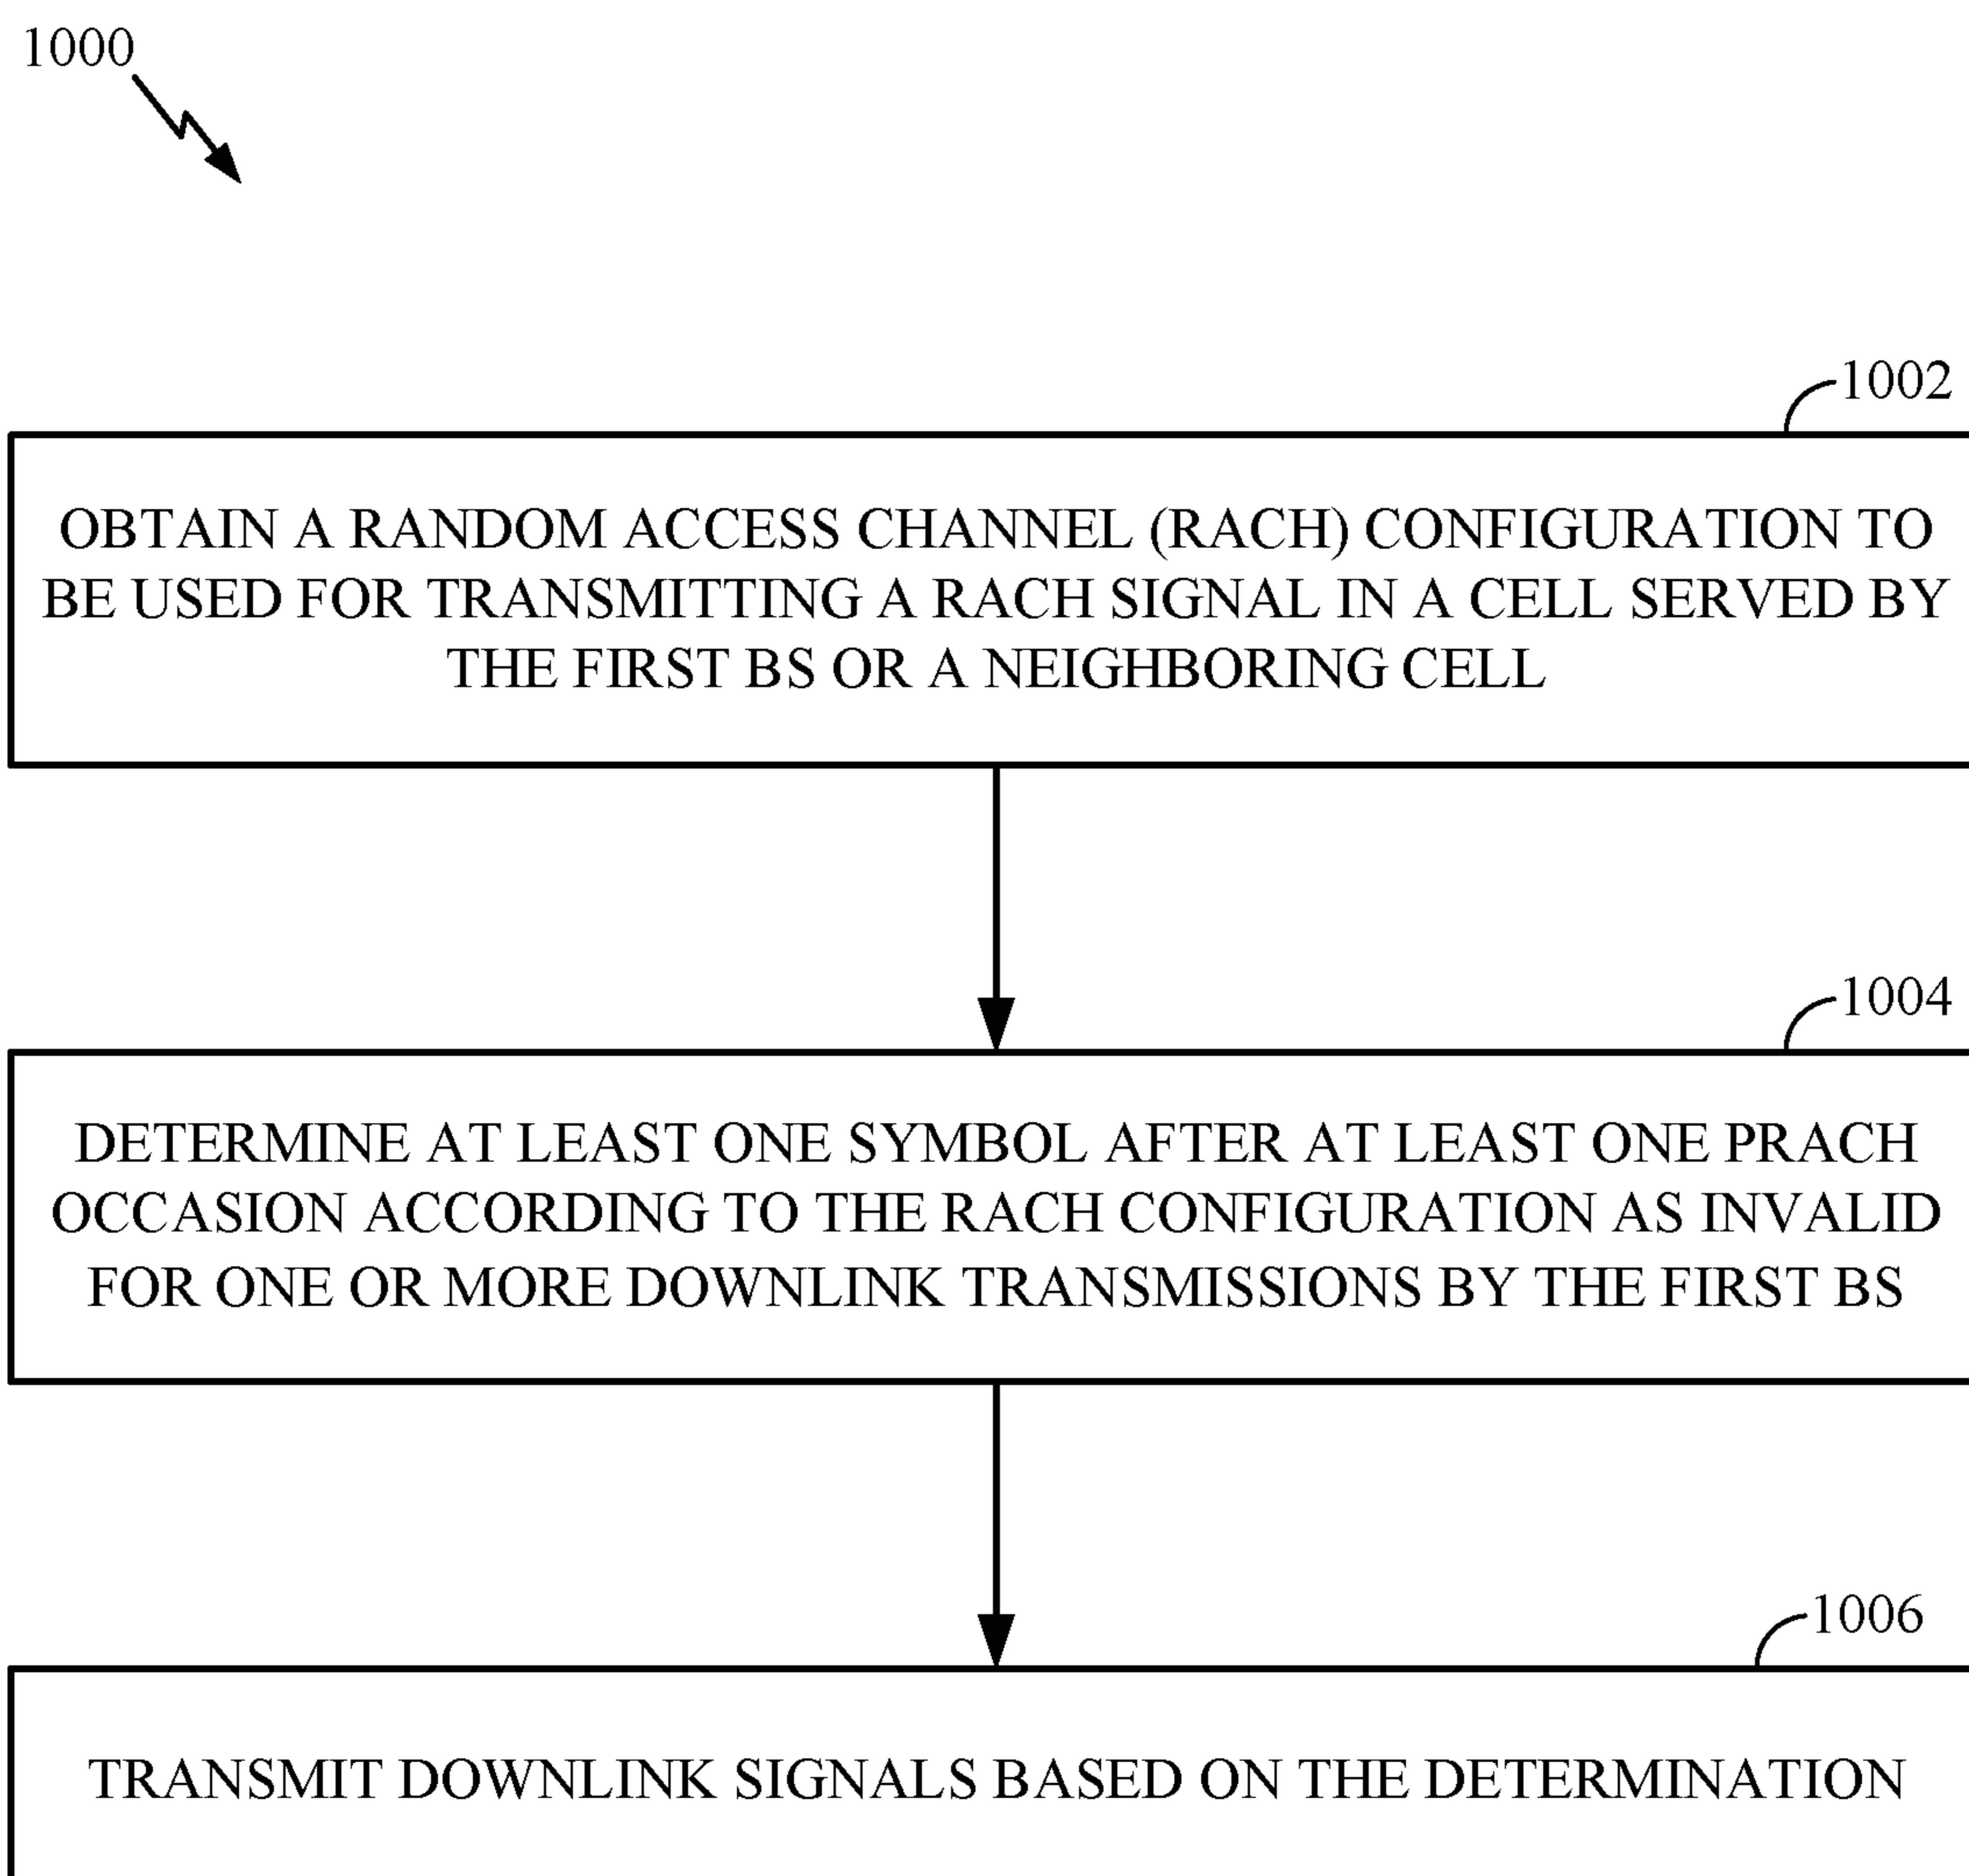 1000
1002
OBTAIN A RANDOM ACCESS CHANNEL (RACH) CONFIGURATION TO
BE USED FOR TRANSMITTING A RACH SIGNAL IN A CELL SERVED BY
THE FIRST BS OR A NEIGHBORING CELL
1004
DETERMINE AT LEAST ONE SYMBOL AFTER AT LEAST ONE PRACH
OCCASION ACCORDING TO THE RACH CONFIGURATION AS INVALID
FOR ONE OR MORE DOWNLINK TRANSMISSIONS BY THE FIRST BS
1006
TRANSMIT DOWNLINK SIGNALS BASED ON THE DETERMINATION